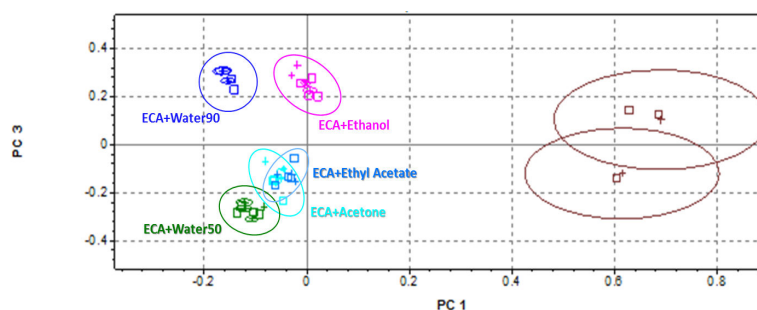 0.4
0.2
0
-0.2
-0.4
PC 3
ECA+Water90
ECA+Ethanol
ECA+Ethyl Acetate
ECA+Acetone
ECA+Water50
-0.2
0
0.2
0.4
0.6
0.8
PC 1